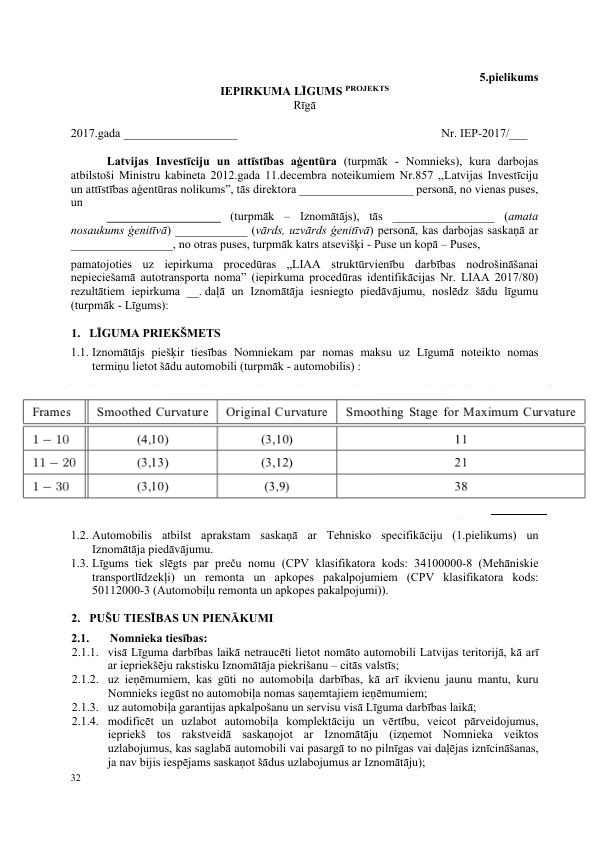 5.pielikums
IEPIRKUMA LĪGUMS PROJEKTS
Rīgā
2017.gada ___________________ Nr. IEP-2017/___
Latvijas Investīciju un attīstības aģentūra (turpmāk - Nomnieks), kura darbojas
atbilstoši Ministru kabineta 2012.gada 11.decembra noteikumiem Nr.857 „Latvijas Investīciju
un attīstības aģentūras nolikums”, tās direktora ___________________ personā, no vienas puses,
un
___________________ (turpmāk – Iznomātājs), tās _________________ (amata
nosaukums ģenitīvā) ____________ (vārds, uzvārds ģenitīvā) personā, kas darbojas saskaņā ar
_________________, no otras puses, turpmāk katrs atsevišķi - Puse un kopā – Puses,
pamatojoties uz iepirkuma procedūras „LIAA struktūrvienību darbības nodrošināšanai
nepieciešamā autotransporta noma” (iepirkuma procedūras identifikācijas Nr. LIAA 2017/80)
rezultātiem iepirkuma __. daļā un Iznomātāja iesniegto piedāvājumu, noslēdz šādu līgumu
(turpmāk - Līgums):
1. LĪGUMA PRIEKŠMETS
1.1. Iznomātājs piešķir tiesības Nomniekam par nomas maksu uz Līgumā noteikto nomas
termiņu lietot šādu automobili (turpmāk - automobilis) :
Frames Smoothed Curvature Original Curvature Smoothing Stage for Maximum Curvature
1 − 10 (4,10) (3,10) 11
11 − 20 (3,13) (3,12) 21
1 − 30 (3,10) (3,9) 38
1.2. Automobilis atbilst aprakstam saskaņā ar Tehnisko specifikāciju (1.pielikums) un
Iznomātāja piedāvājumu.
1.3. Līgums tiek slēgts par preču nomu (CPV klasifikatora kods: 34100000-8 (Mehāniskie
transportlīdzekļi) un remonta un apkopes pakalpojumiem (CPV klasifikatora kods:
50112000-3 (Automobiļu remonta un apkopes pakalpojumi)).
2. PUŠU TIESĪBAS UN PIENĀKUMI
2.1. Nomnieka tiesības:
2.1.1. visā Līguma darbības laikā netraucēti lietot nomāto automobili Latvijas teritorijā, kā arī
ar iepriekšēju rakstisku Iznomātāja piekrišanu – citās valstīs;
2.1.2. uz ieņēmumiem, kas gūti no automobiļa darbības, kā arī ikvienu jaunu mantu, kuru
Nomnieks iegūst no automobiļa nomas saņemtajiem ieņēmumiem;
2.1.3. uz automobiļa garantijas apkalpošanu un servisu visā Līguma darbības laikā;
2.1.4. modificēt un uzlabot automobiļa komplektāciju un vērtību, veicot pārveidojumus,
iepriekš tos rakstveidā saskaņojot ar Iznomātāju (izņemot Nomnieka veiktos
uzlabojumus, kas saglabā automobili vai pasargā to no pilnīgas vai daļējas iznīcināšanas,
ja nav bijis iespējams saskaņot šādus uzlabojumus ar Iznomātāju);
32